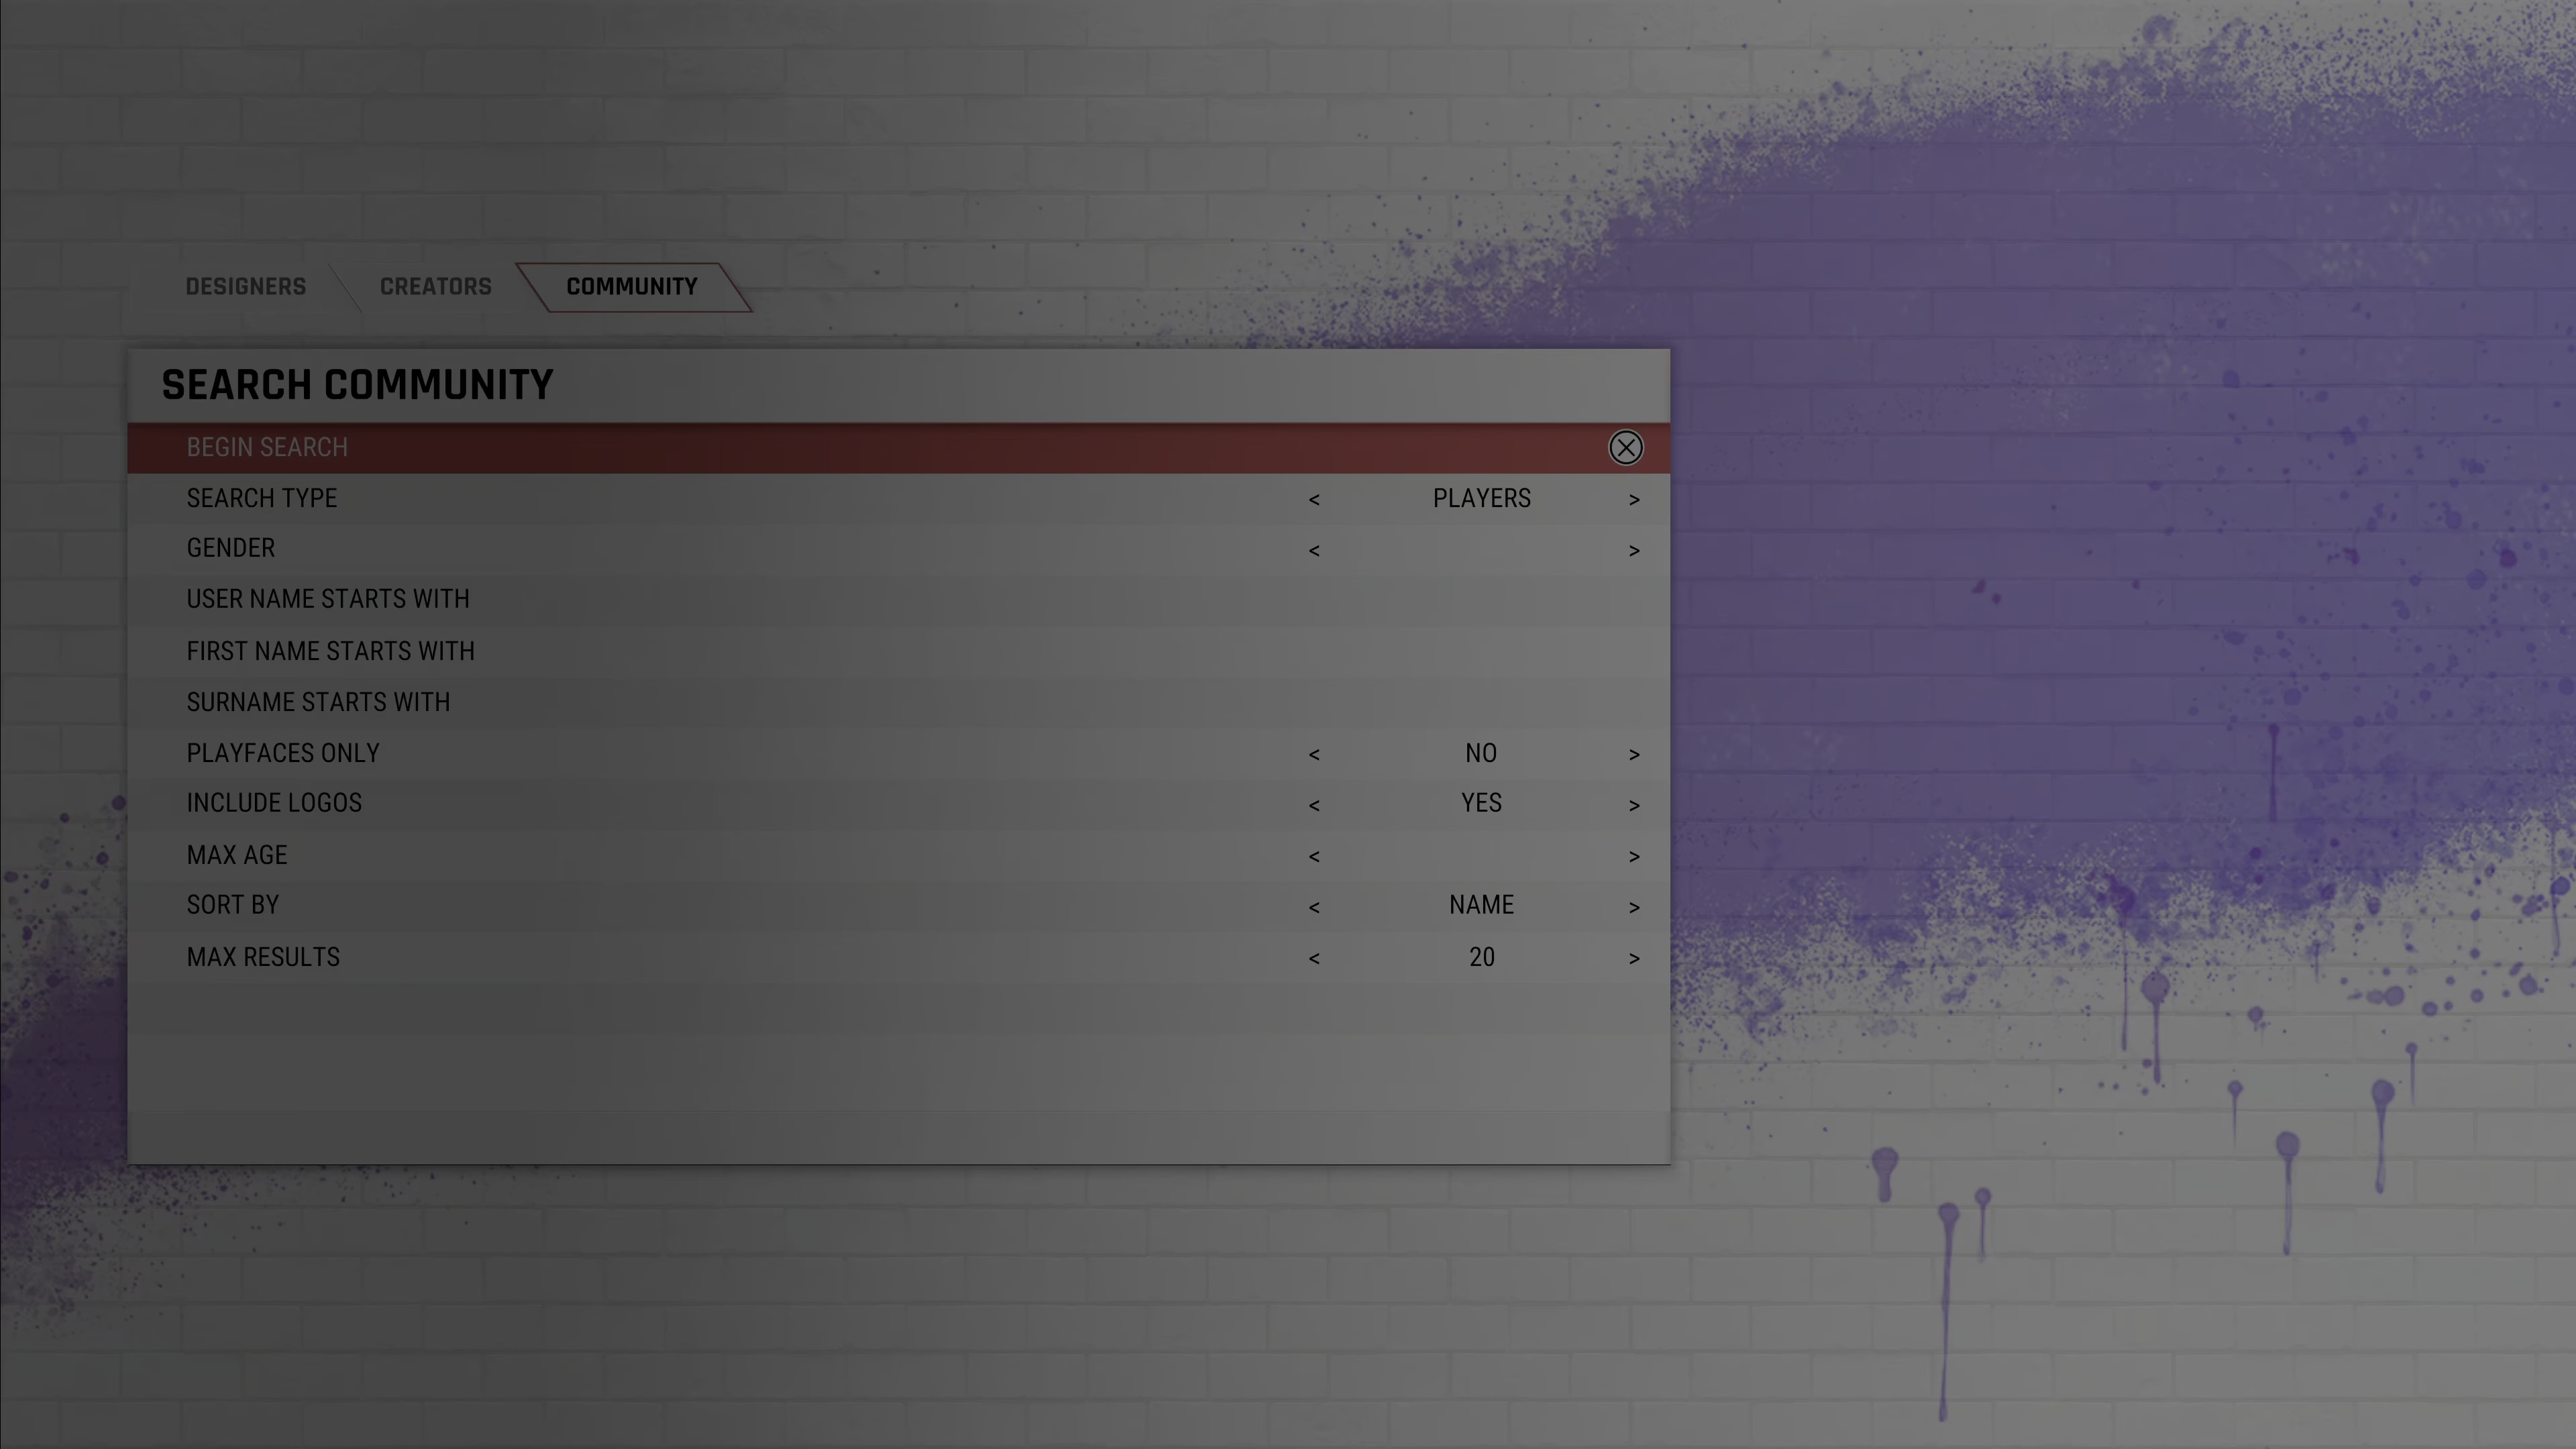 DESIGNERS CREATORS COMMUNITY
SEARCH COMMUNITY
BEGIN SEARCH
SEARCH TYPE < PLAYERS >
GENDER < >
USER NAME STARTS WITH
FIRST NAME STARTS WITH
SURNAME STARTS WITH
PLAYFACES ONLY < NO >
INCLUDE LOGOS < YES >
MAX AGE < >
SORT BY < NAME >
MAX RESULTS < 20 >